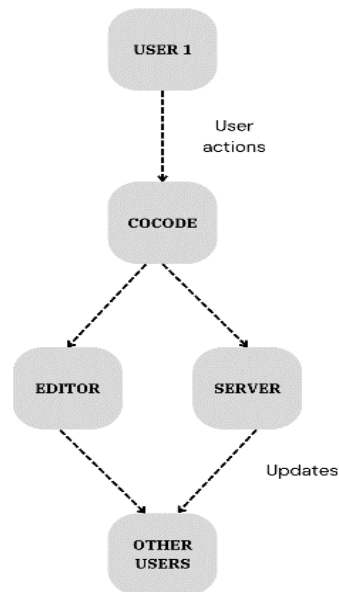 USER 1
User
actions
COCODE
EDITOR
SERVER
Updates
OTHER
USERS